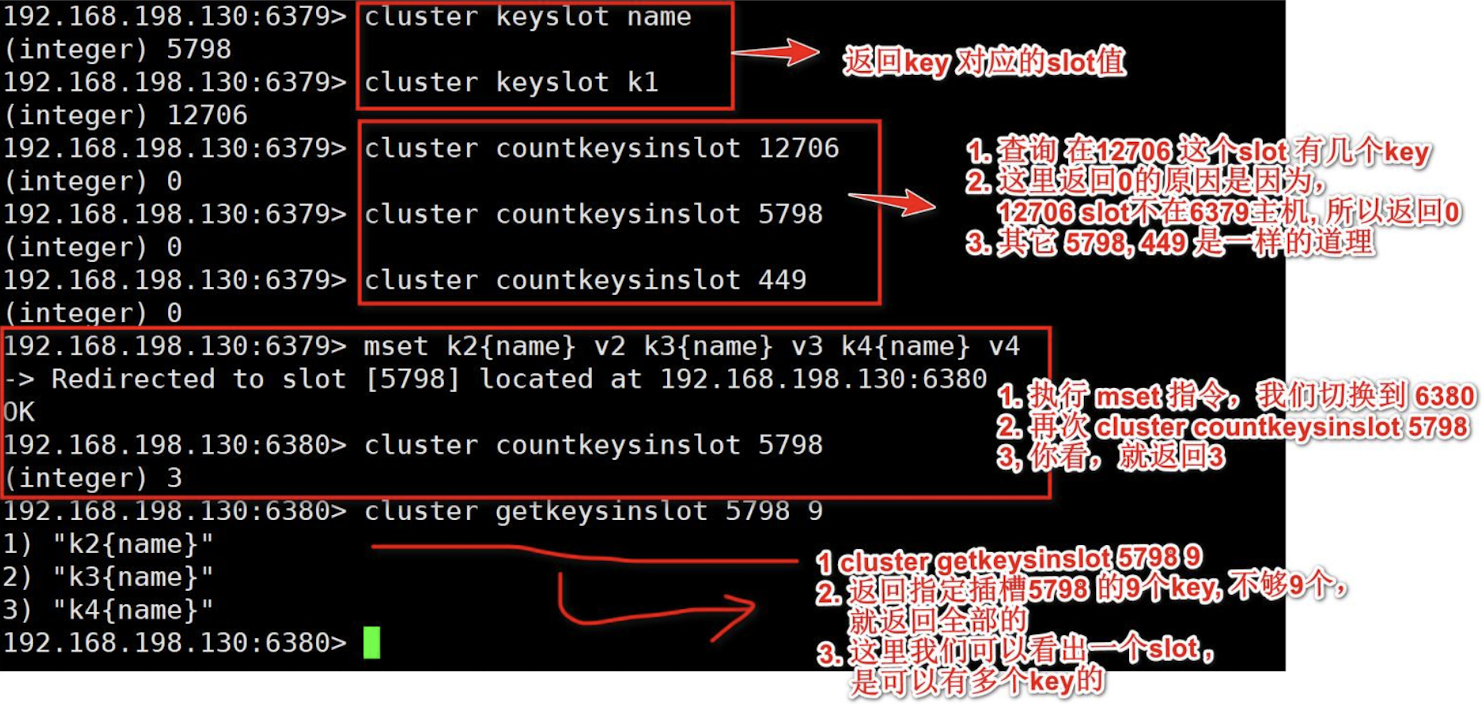 192.168.198.130:6379> cluster keyslot name
(integer) 5798
192.168.198.130:6379> cluster keyslot k1
(integer) 12706
返回key 对应的slot值
192.168.198.130:6379> cluster countkeysinslot 12706
(integer) 0
192.168.198.130:6379> cluster countkeysinslot 5798
(integer) 0
192.168.198.130:6379> cluster countkeysinslot 449
(integer) 0
1. 查询 在12706 这个slot 有几个key
2. 这里返回0的原因是因为,
12706 slot不在6379主机, 所以返回0
3. 其它 5798, 449 是一样的道理
192.168.198.130:6379> mset k2{name} v2 k3{name} v3 k4{name} v4
-> Redirected to slot [5798] located at 192.168.198.130:6380
OK
192.168.198.130:6380> cluster countkeysinslot 5798
(integer) 3
1. 执行 mset 指令，我们切换到 6380
2. 再次 cluster countkeysinslot 5798
3, 你看，就返回3
192.168.198.130:6380> cluster getkeysinslot 5798 9
1) "k2{name}"
2) "k3{name}"
3) "k4{name}"
192.168.198.130:6380>
1 cluster getkeysinslot 5798 9
2. 返回指定插槽5798 的9个key, 不够9个，
就返回全部的
3. 这里我们可以看出一个slot ,
是可以有多个key的